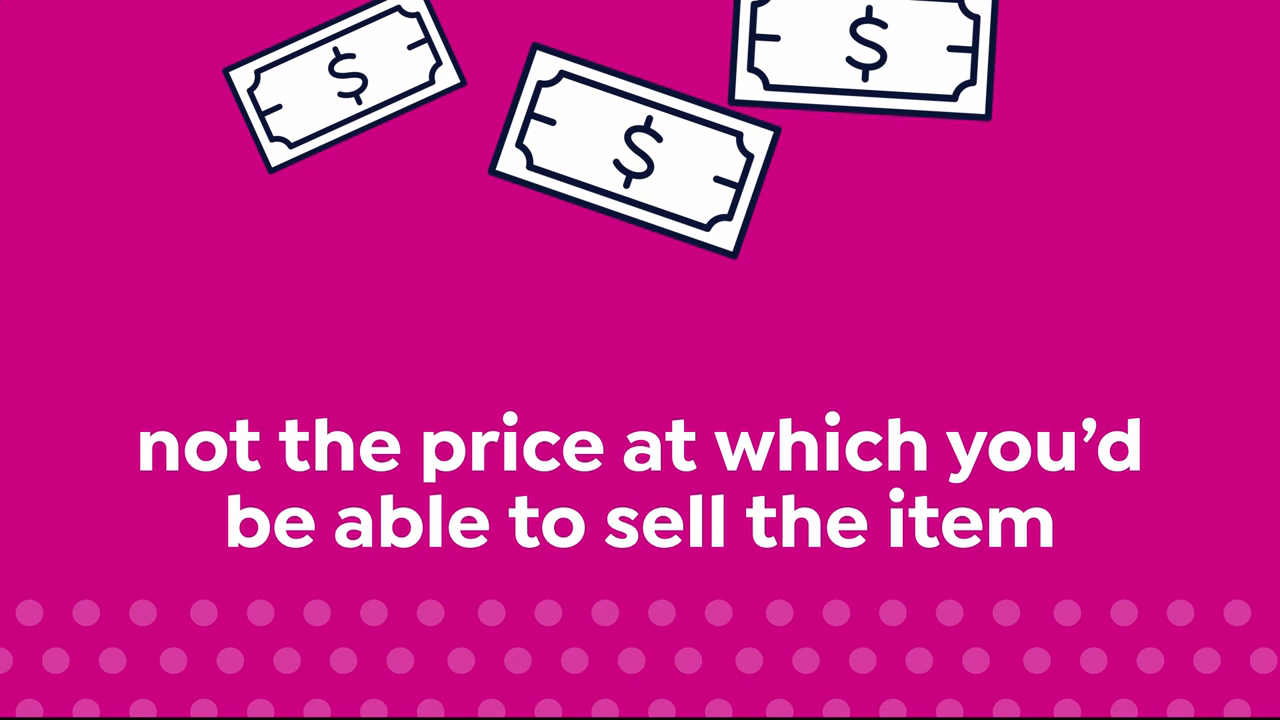 $
$
$
not the price at which you’d
be able to sell the item